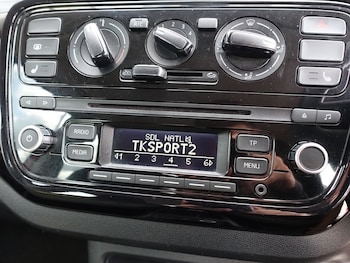 RADIO
MEDIA
SDL NATL
TKSPORT2
1 2 3 4 5 6
TP
MENU